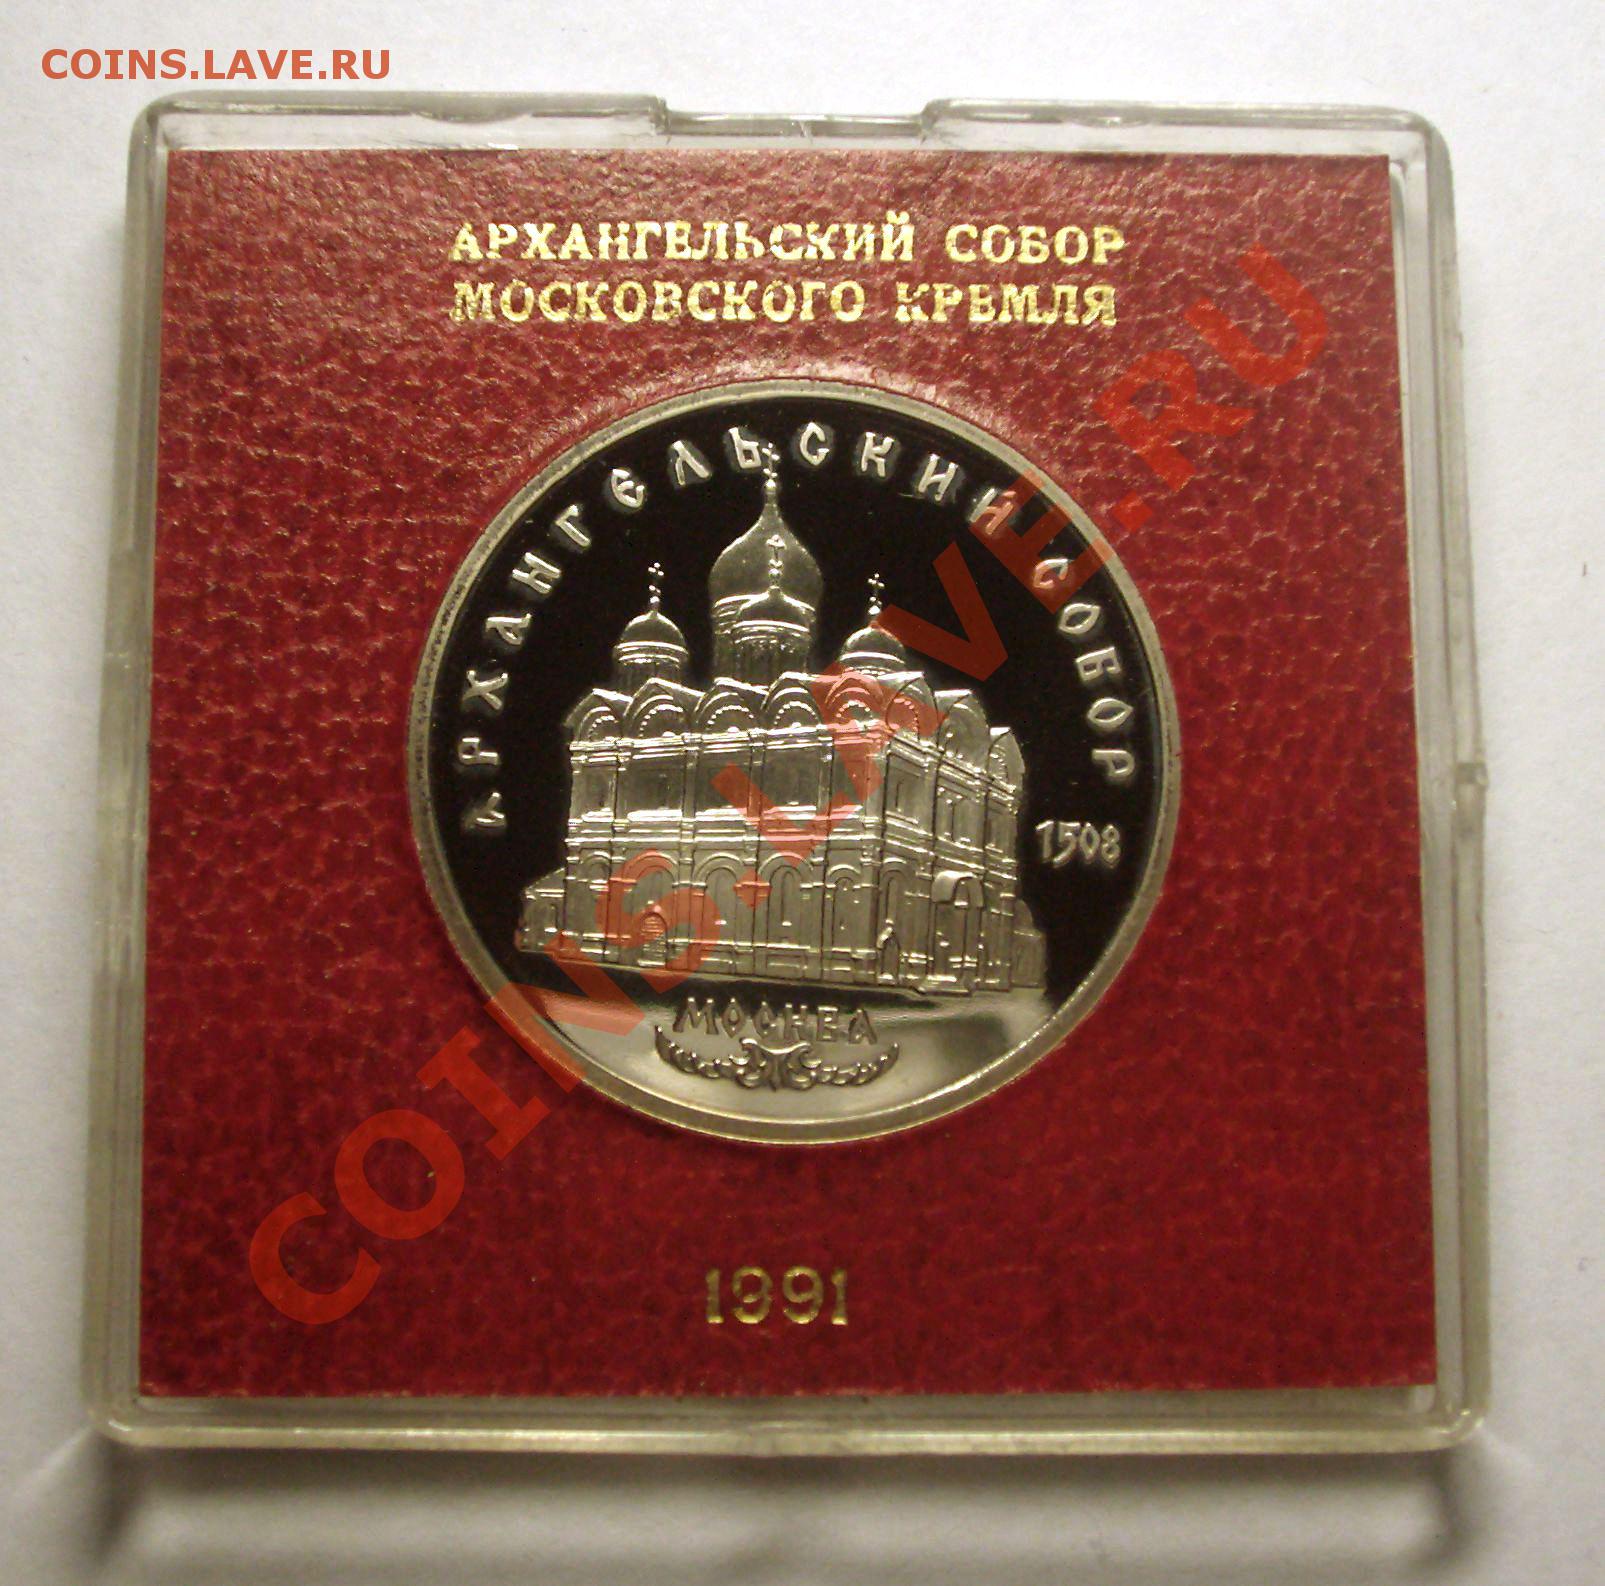 COINS.LAVE.RU
АРХАНГЕЛЬСКИЙ СОБОР
МОСКОВСКОГО КРЕМЛЯ
АРХАНГЕЛЬСКИЙ СОБОР
1508
МОСКВА
1991
COINS.LAVE.RU